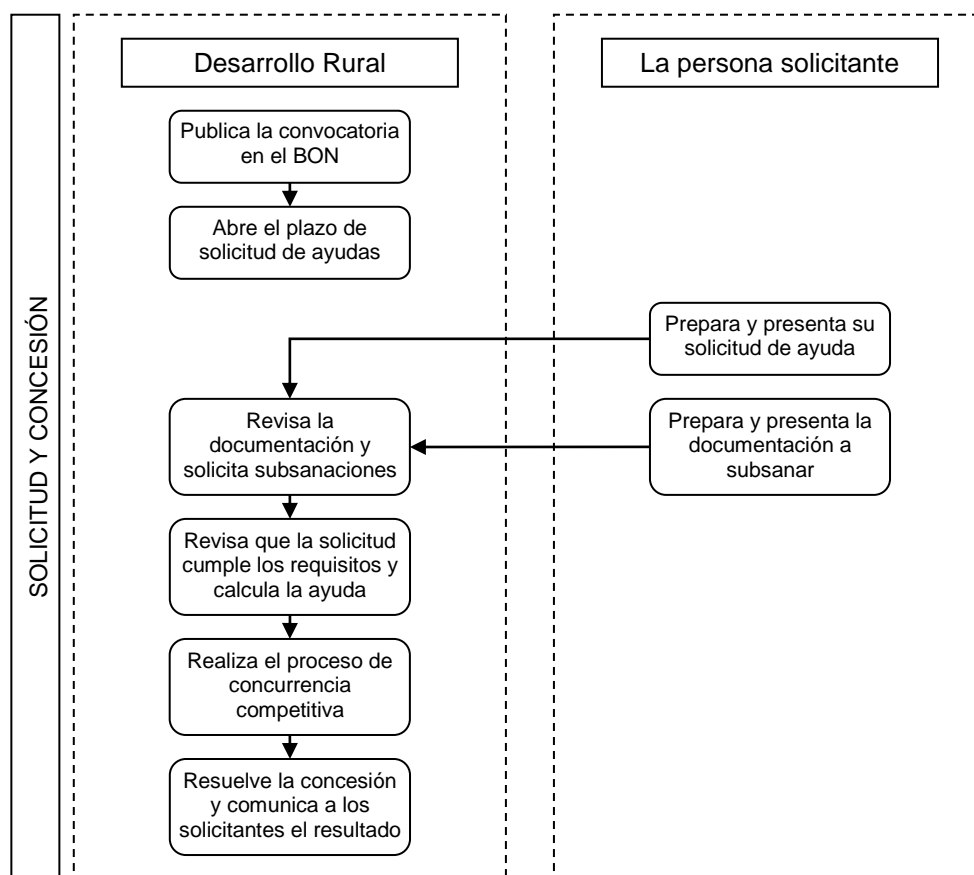 SOLICITUD Y CONCESIÓN
Desarrollo Rural
La persona solicitante
Publica la convocatoria
en el BON
Abre el plazo de
solicitud de ayudas
Prepara y presenta su
solicitud de ayuda
Revisa la
documentación y
solicita subsanaciones
Prepara y presenta la
documentación a
subsanar
Revisa que la solicitud
cumple los requisitos y
calcula la ayuda
Realiza el proceso de
concurrencia
competitiva
Resuelve la concesión
y comunica a los
solicitantes el resultado